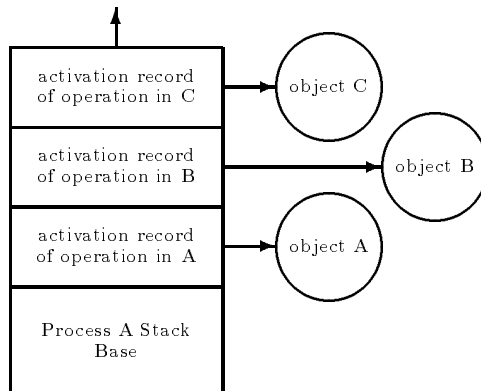 activation record
of operation in C
object C
activation record
of operation in B
object B
activation record
of operation in A
object A
Process A Stack
Base